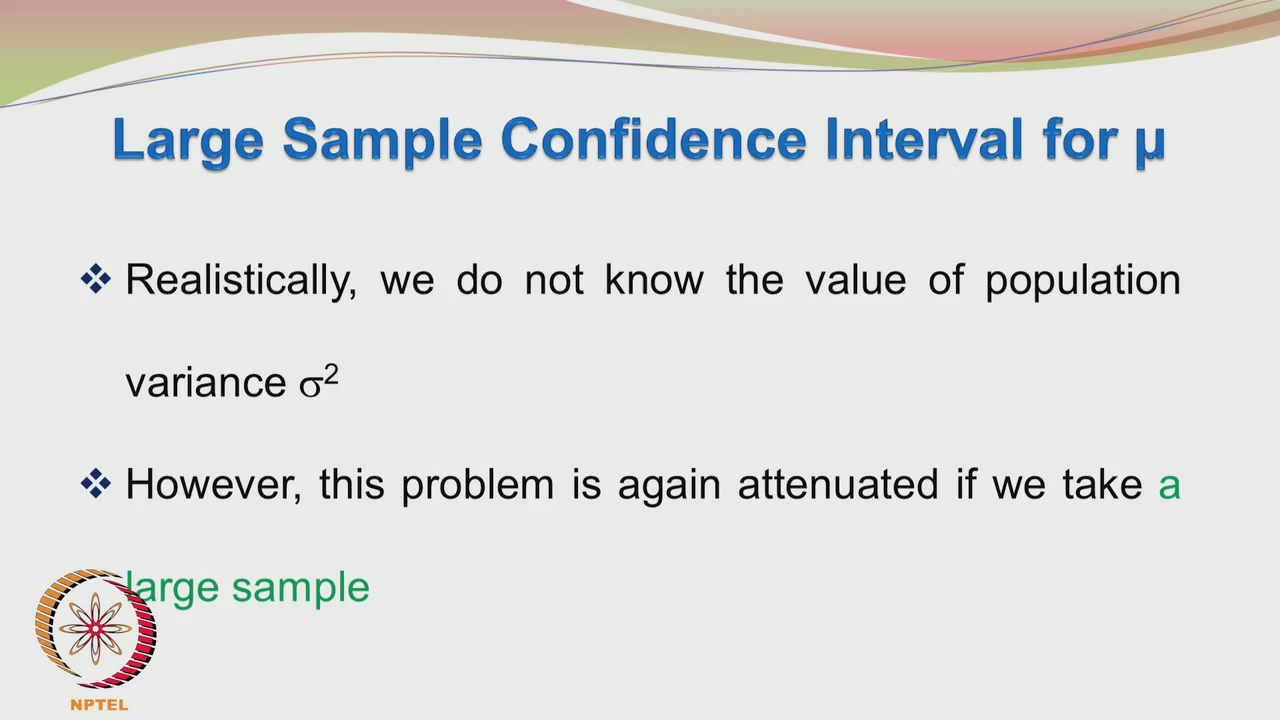 Large Sample Confidence Interval for µ
❖ Realistically, we do not know the value of population
variance σ²
❖ However, this problem is again attenuated if we take a
large sample
NPTEL